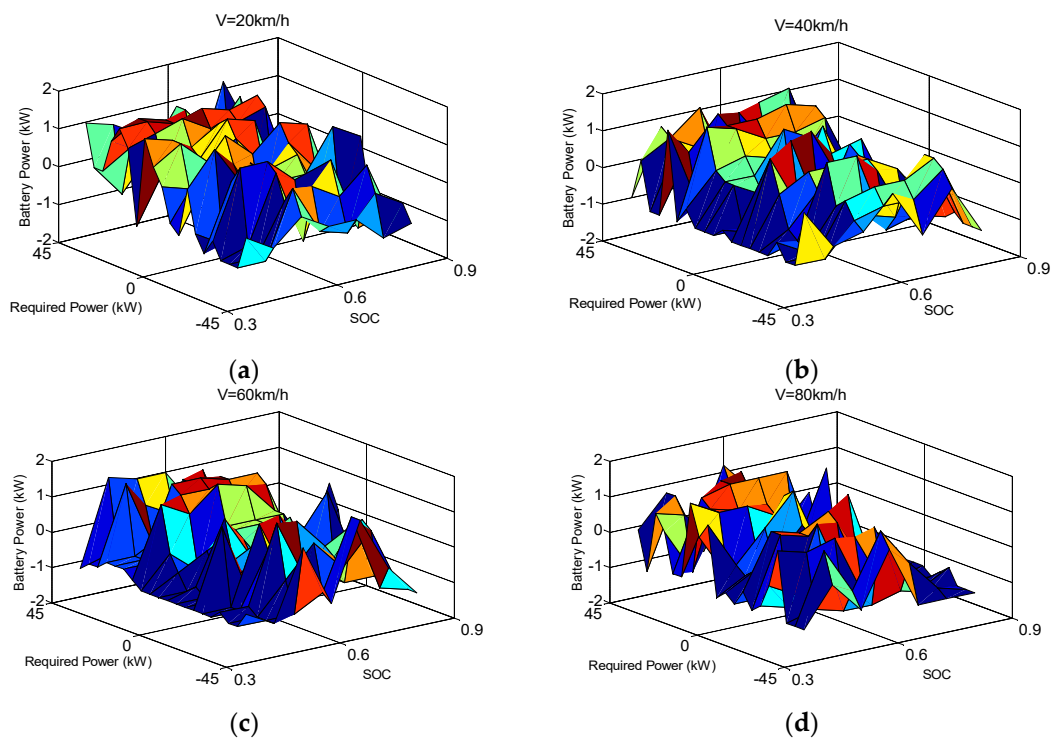 V=20km/h
2
1
0
-1
-2
Battery Power (kW)
45
0
-45
Required Power (kW)
0.3
0.6
0.9
SOC
(a)
V=40km/h
2
1
0
-1
-2
Battery Power (kW)
45
0
-45
Required Power (kW)
0.3
0.6
0.9
SOC
(b)
V=60km/h
2
1
0
-1
-2
Battery Power (kW)
45
0
-45
Required Power (kW)
0.3
0.6
0.9
SOC
(c)
V=80km/h
2
1
0
-1
-2
Battery Power (kW)
45
0
-45
Required Power (kW)
0.3
0.6
0.9
SOC
(d)